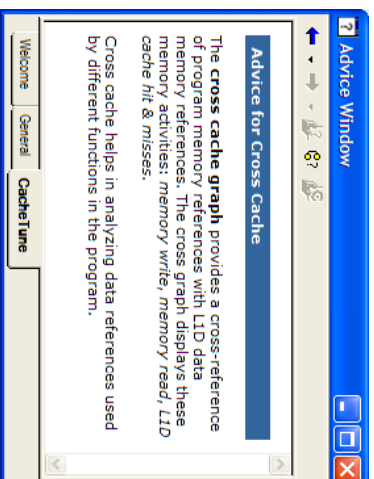 Advice Window
Advice for Cross Cache
The cross cache graph provides a cross-reference
of program memory references with L1D data
memory references. The cross graph displays these
memory activities: memory write, memory read, L1D
cache hit & misses.
Cross cache helps in analyzing data references used
by different functions in the program.
Welcome General CacheTune